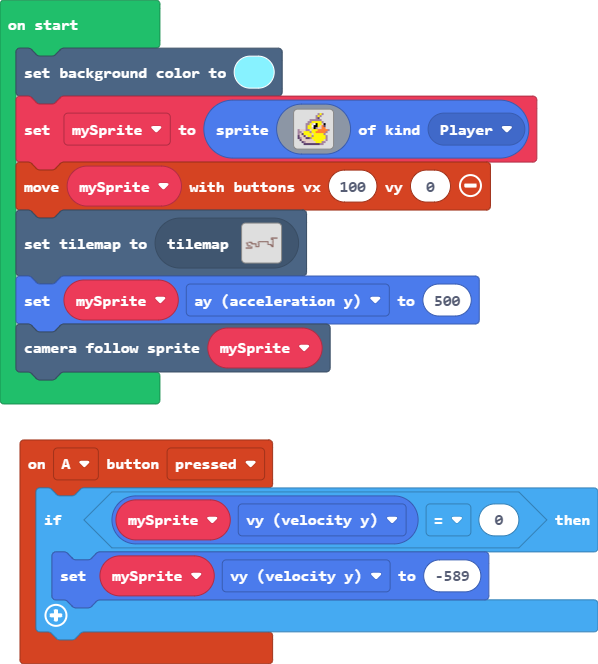 on start
set background color to
set mySprite to sprite of kind Player
move mySprite with buttons vx 100 vy 0
set tilemap to tilemap
set mySprite ay (acceleration y) to 500
camera follow sprite mySprite
on A button pressed
if mySprite vy (velocity y) = 0 then
set mySprite vy (velocity y) to -589